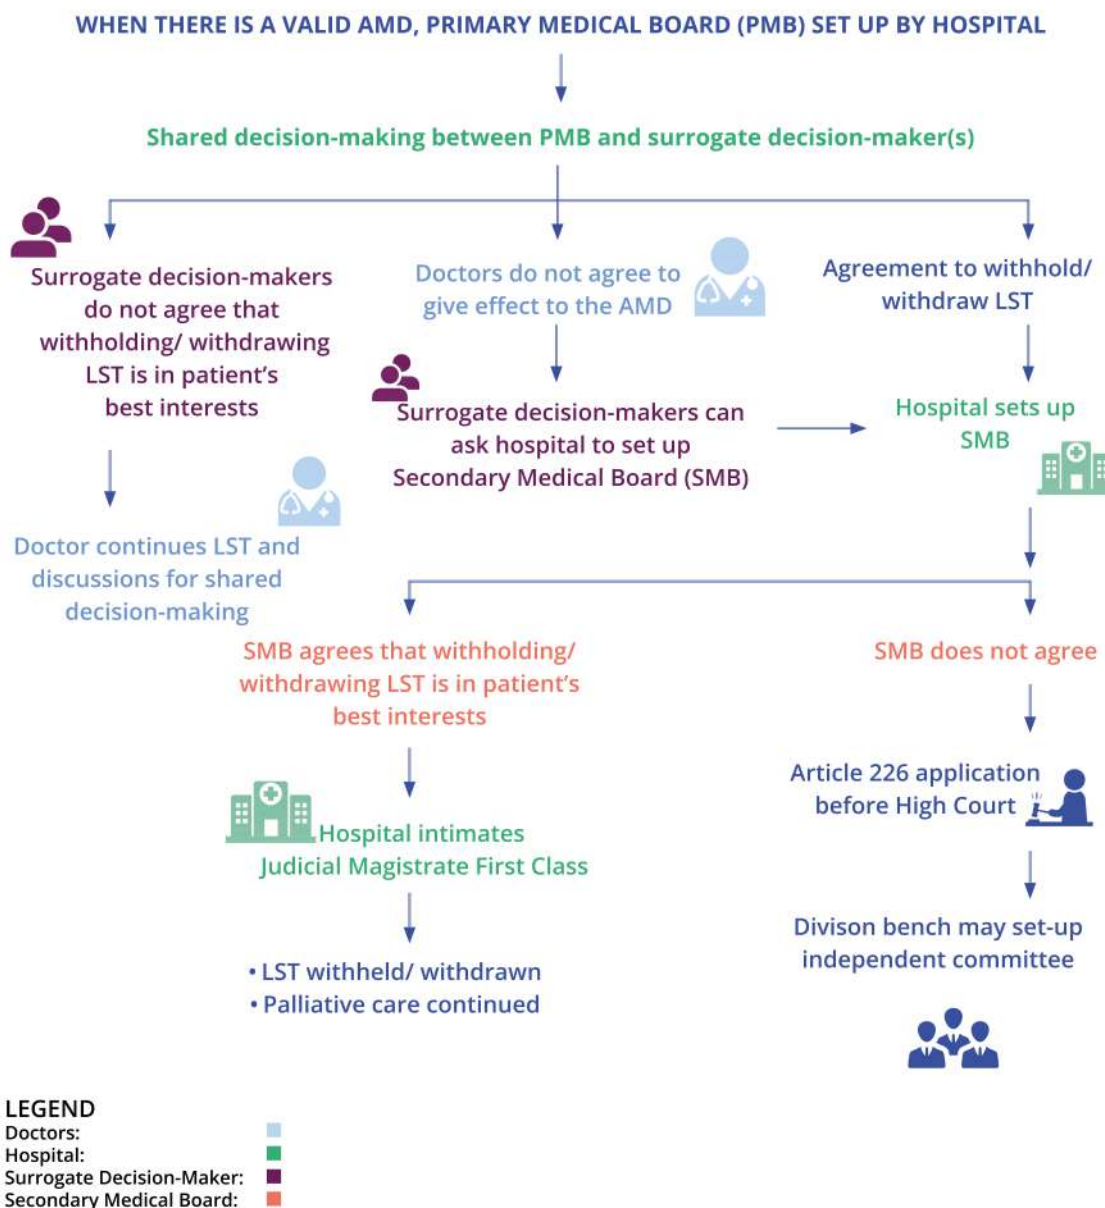 WHEN THERE IS A VALID AMD, PRIMARY MEDICAL BOARD (PMB) SET UP BY HOSPITAL
Shared decision-making between PMB and surrogate decision-maker(s)
Surrogate decision-makers
do not agree that
withholding/ withdrawing
LST is in patient's
best interests
Doctors do not agree to
give effect to the AMD
Agreement to withhold/
withdraw LST
Surrogate decision-makers can
ask hospital to set up
Secondary Medical Board (SMB)
Hospital sets up
SMB
Doctor continues LST and
discussions for shared
decision-making
SMB agrees that withholding/
withdrawing LST is in patient's
best interests
SMB does not agree
Hospital intimates
Judicial Magistrate First Class
Article 226 application
before High Court
• LST withheld/ withdrawn
• Palliative care continued
Divison bench may set-up
independent committee
LEGEND
Doctors:
Hospital:
Surrogate Decision-Maker:
Secondary Medical Board: